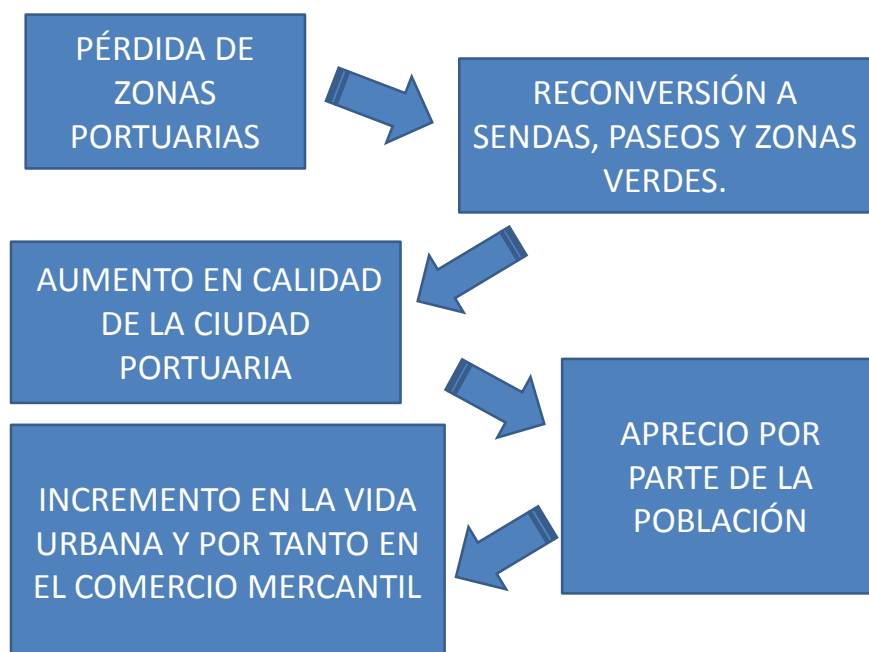 PÉRDIDA DE
ZONAS
PORTUARIAS
RECONVERSIÓN A
SENDAS, PASEOS Y ZONAS
VERDES.
AUMENTO EN CALIDAD
DE LA CIUDAD
PORTUARIA
APRECIO POR
PARTE DE LA
POBLACIÓN
INCREMENTO EN LA VIDA
URBANA Y POR TANTO EN
EL COMERCIO MERCANTIL